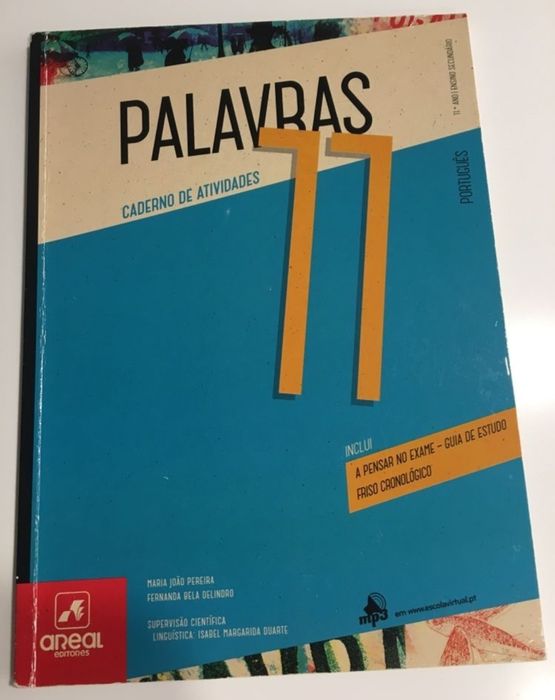 PALAVRAS
11
CADERNO DE ATIVIDADES
11.º ANO | ENSINO SECUNDÁRIO
PORTUGUÊS
INCLUI
A PENSAR NO EXAME – GUIA DE ESTUDO
FRISO CRONOLÓGICO
MARIA JOÃO PEREIRA
FERNANDA BELA DELINDRO
SUPERVISÃO CIENTÍFICA
LINGUÍSTICA: ISABEL MARGARIDA DUARTE
mp3 em www.escolavirtual.pt
AREAL
EDITORES